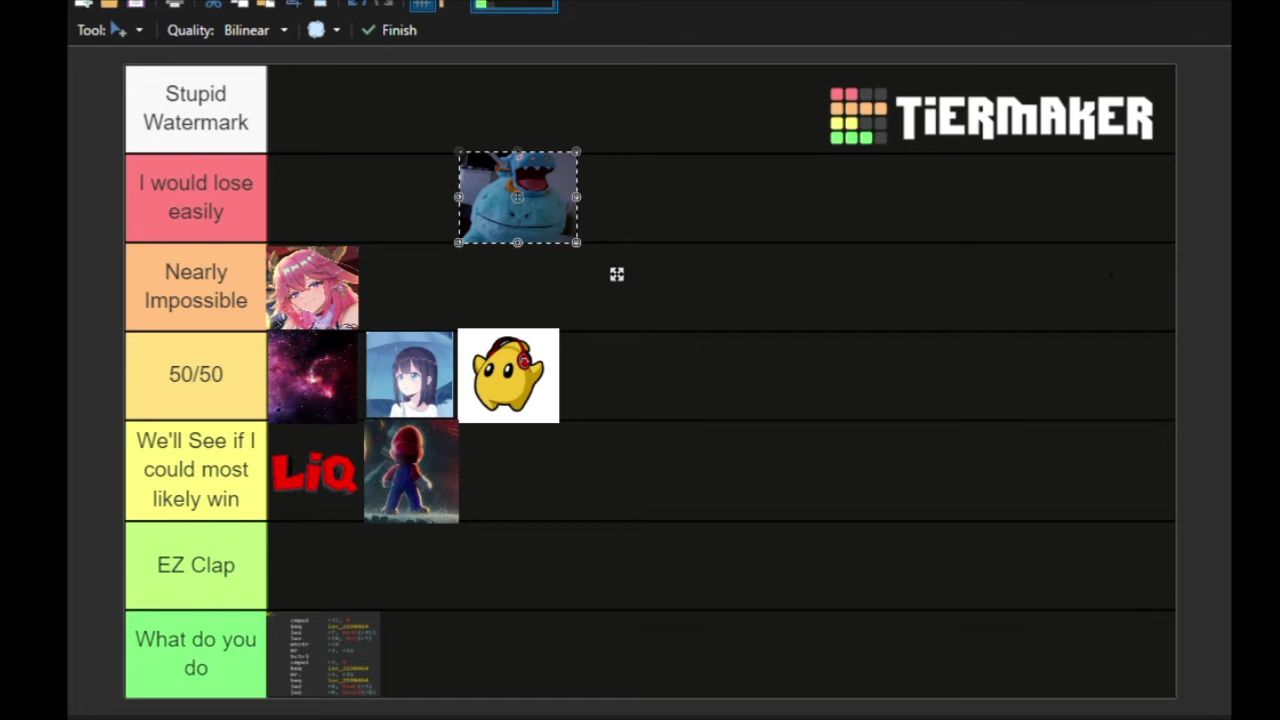 Tool:
Quality: Bilinear
Finish
Stupid
Watermark
TiERMAKER
I would lose
easily
Nearly
Impossible
50/50
We'll See if I
could most
likely win
LiQ
EZ Clap
What do you
do